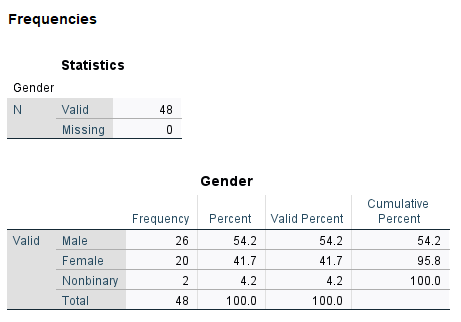 Frequencies
Statistics
Gender
N Valid 48
Missing 0
Gender
Frequency Percent Valid Percent Cumulative Percent
Valid Male 26 54.2 54.2 54.2
Female 20 41.7 41.7 95.8
Nonbinary 2 4.2 4.2 100.0
Total 48 100.0 100.0